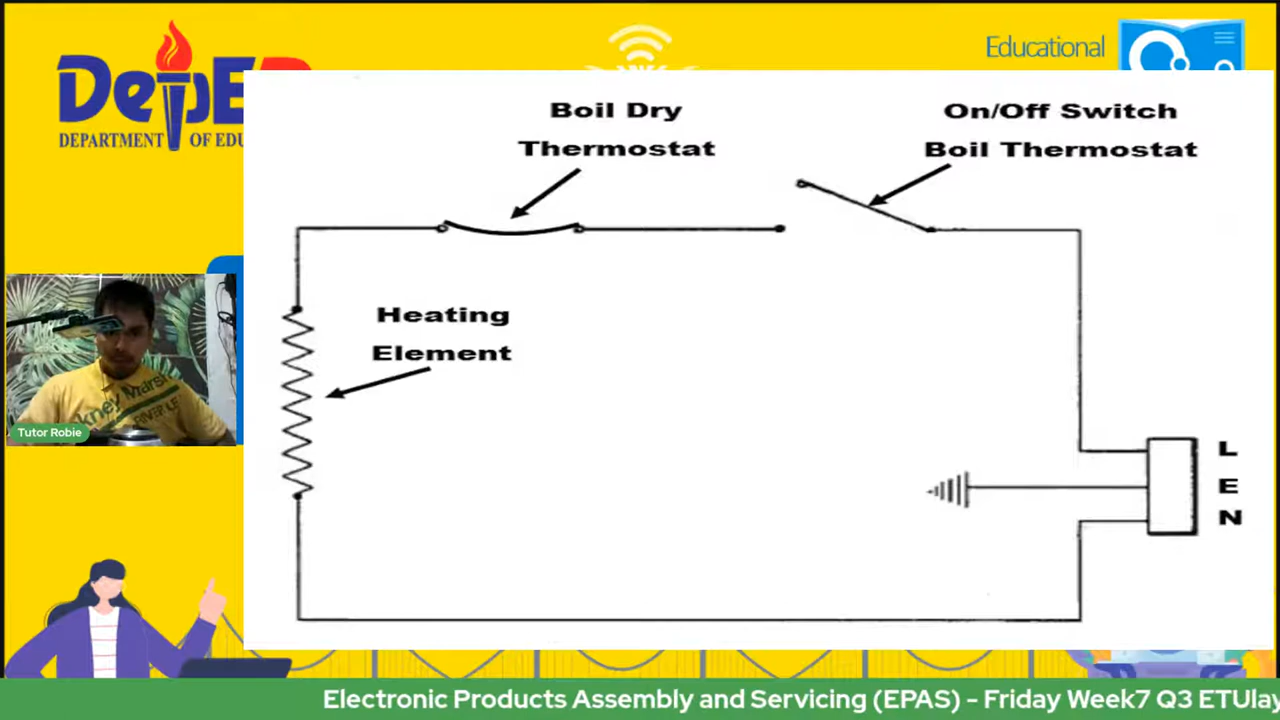 DepED
DEPARTMENT OF EDU
Educational
Boil Dry
Thermostat
On/Off Switch
Boil Thermostat
Heating
Element
L
E
N
Tutor Robie
Electronic Products Assembly and Servicing (EPAS) - Friday Week7 Q3 ETUlay